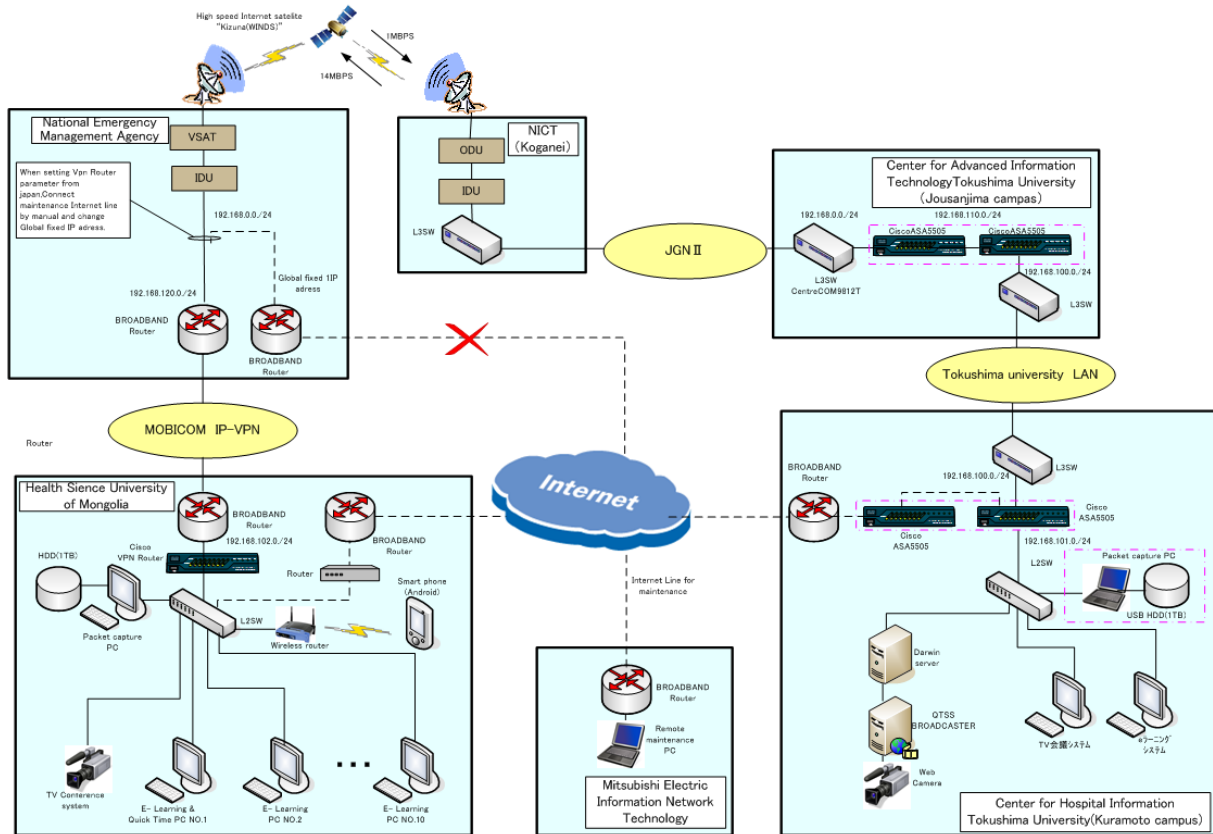 High speed Internet satelite
"Kizuna(WINDS)"
1MBPS
14MBPS
National Emergency
Management Agency
VSAT
IDU
When setting Vpn Router
parameter from
japan,Connect
maintenance Internet line
by manual and change
Global fixed IP adress.
192.168.0.0./24
Global fixed 1IP
adress
192.168.120.0/24
BROADBAND
Router
BROADBAND
Router
NICT
(Koganei)
ODU
IDU
L3SW
JGNⅡ
Center for Advanced Information
TechnologyTokushima University
(Jousanjima campas)
192.168.0.0/24
192.168.110.0./24
CiscoASA5505
CiscoASA5505
L3SW
CentreCOM9812T
192.168.100.0/24
L3SW
Tokushima university LAN
MOBICOM IP-VPN
Router
Internet
Health Sience University
of Mongolia
BROADBAND
Router
192.168.102.0./24
BROADBAND
Router
Cisco
VPN Router
HDD(1TB)
Router
Smart phone
(Android)
Packet capture
PC
L2SW
Wireless router
TV Conference
system
E- Learning &
Quick Time PC NO.1
E- Learning
PC NO.2
...
E- Learning
PC NO.10
Internet Line for
maintenance
BROADBAND
Router
Remote
maintenance
PC
Mitsubishi Electric
Information Network
Technology
BROADBAND
Router
L3SW
192.168.100.0./24
Cisco
ASA5505
Cisco
ASA5505
192.168.101.0/24
L2SW
Packet capture PC
USB HDD(1TB)
Darwin
server
QTSS
BROADCASTER
Web
Camera
TV会議システム
eラーニング
システム
Center for Hospital Information
Tokushima University(Kuramoto campus)